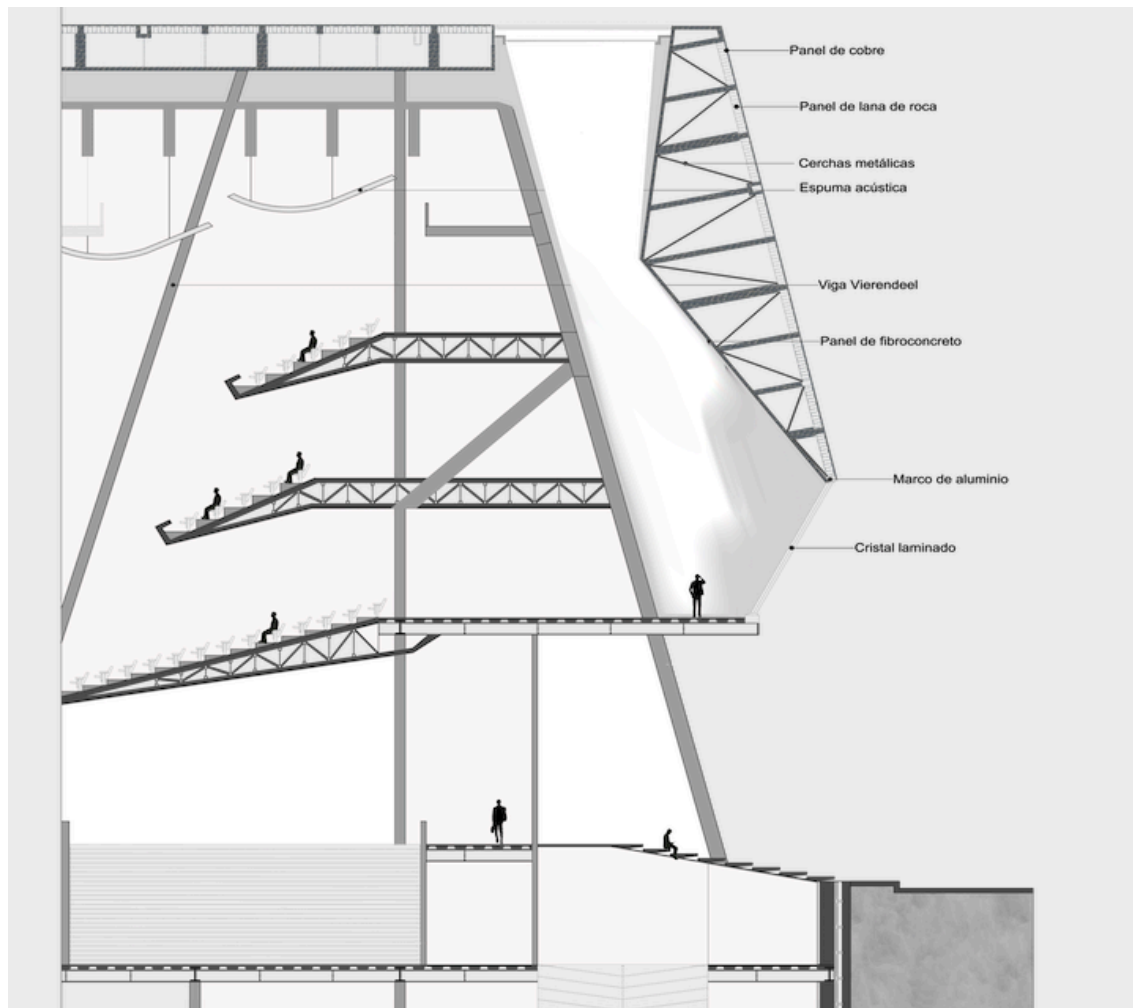 Panel de cobre
Panel de lana de roca
Cerchas metálicas
Espuma acústica
Viga Vierendeel
Panel de fibroconcreto
Marco de aluminio
Cristal laminado